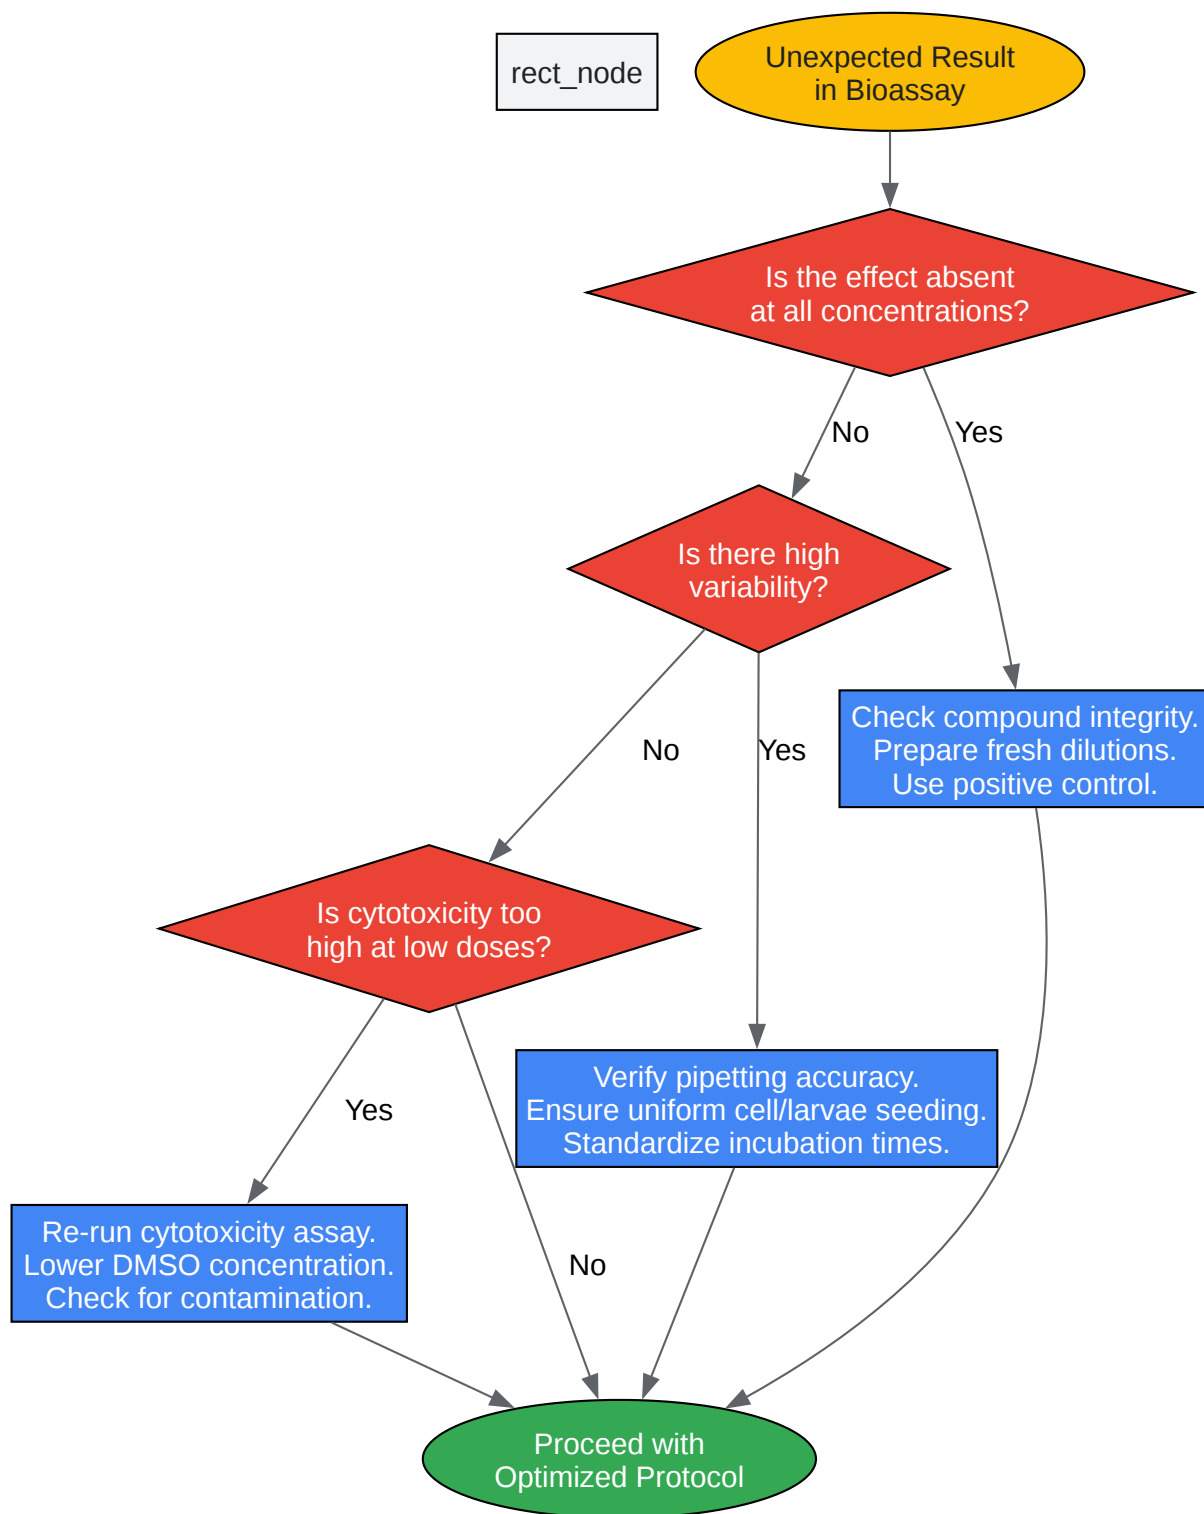 rect_node
Unexpected Result
in Bioassay
Is the effect absent
at all concentrations?
No
Yes
Is there high
variability?
Check compound integrity.
Prepare fresh dilutions.
Use positive control.
No
Yes
Is cytotoxicity too
high at low doses?
Verify pipetting accuracy.
Ensure uniform cell/larvae seeding.
Standardize incubation times.
Yes
Re-run cytotoxicity assay.
Lower DMSO concentration.
Check for contamination.
No
Proceed with
Optimized Protocol